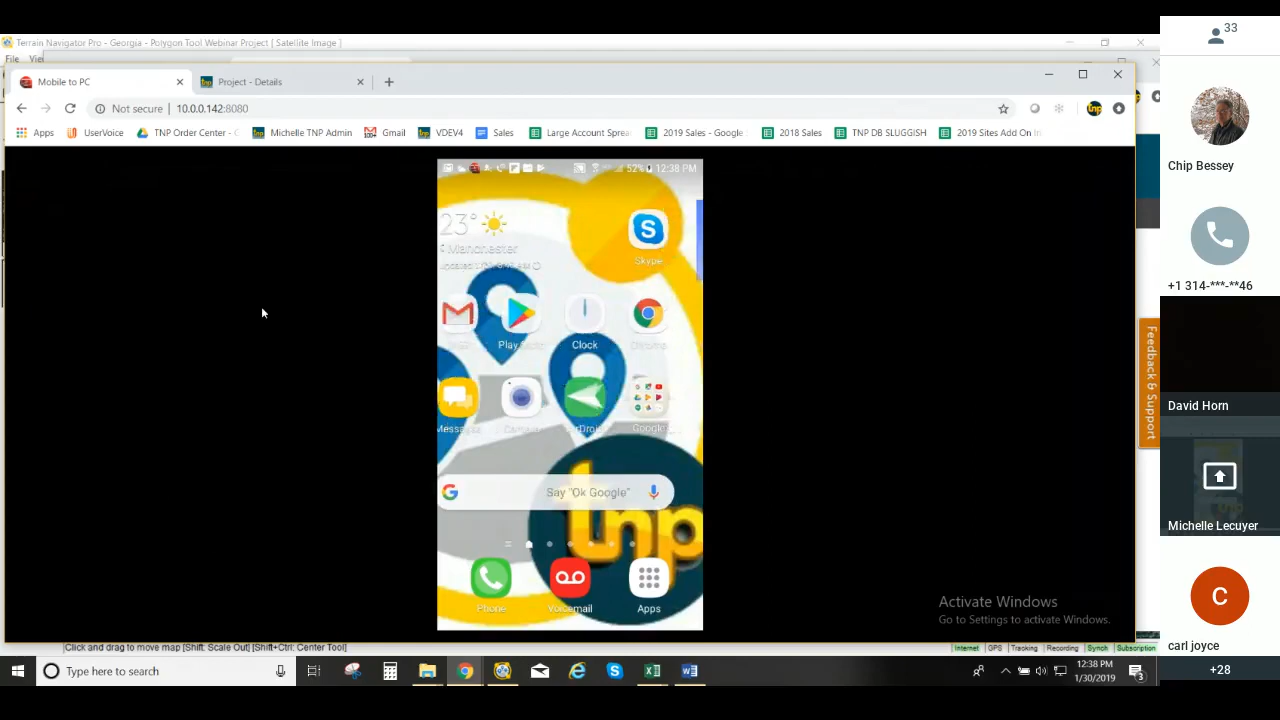 Terrain Navigator Pro - Georgia - Polygon Tool Webinar Project [ Satellite Image ]
File
Mobile to PC
Project - Details
Not secure | 10.0.0.142:8080
Apps
UserVoice
TNP Order Center - C
Michelle TNP Admin
Gmail
VDEV4
Sales
Large Account Sprea
2019 Sales - Google
2018 Sales
TNP DB SLUGGISH
2019 Sites Add On In
52% 12:38 PM
23°
Manchester
Skype
Play Store
Clock
Chrome
Messages
Camera
Google
Say "Ok Google"
tnp
Phone
Voicemail
Apps
Activate Windows
Go to Settings to activate Windows.
Feedback & Support
Click and drag to move map [Shift: Scale Out] [Shift+Ctrl: Center Tool]
Internet
GPS
Tracking
Recording
Synch
Subscription
Type here to search
12:38 PM
1/30/2019
3
33
Chip Bessey
+1 314-***-**46
David Horn
Michelle Lecuyer
C
carl joyce
+28